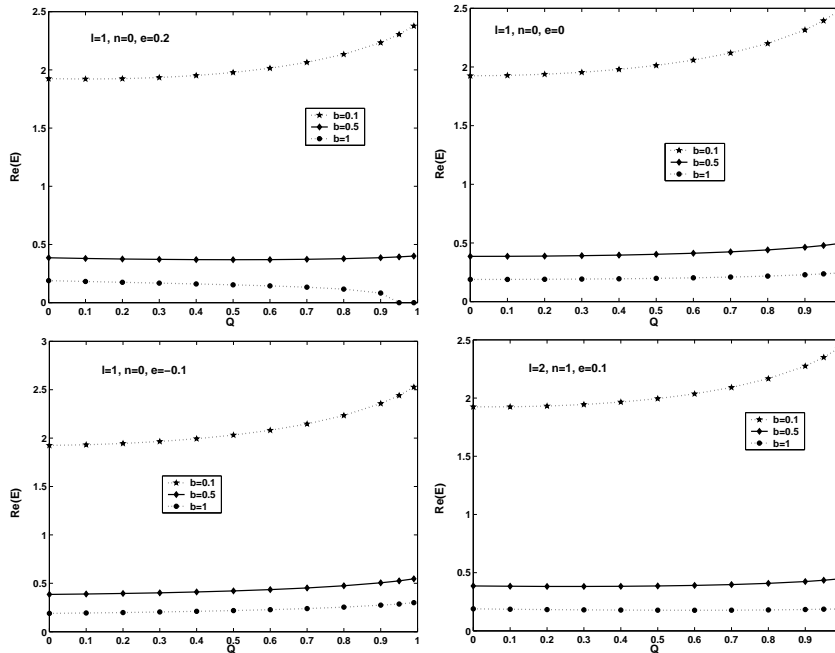 l=1, n=0, e=0.2
2.5
2
1.5
1
0.5
0
Re(E)
b=0.1
b=0.5
b=1
0 0.1 0.2 0.3 0.4 0.5 0.6 0.7 0.8 0.9 1
Q
l=1, n=0, e=0
2.5
2
1.5
1
0.5
0
Re(E)
b=0.1
b=0.5
b=1
0 0.1 0.2 0.3 0.4 0.5 0.6 0.7 0.8 0.9
Q
l=1, n=0, e=−0.1
3
2.5
2
1.5
1
0.5
0
Re(E)
b=0.1
b=0.5
b=1
0 0.1 0.2 0.3 0.4 0.5 0.6 0.7 0.8 0.9 1
Q
l=2, n=1, e=0.1
2.5
2
1.5
1
0.5
0
Re(E)
b=0.1
b=0.5
b=1
0 0.1 0.2 0.3 0.4 0.5 0.6 0.7 0.8 0.9
Q